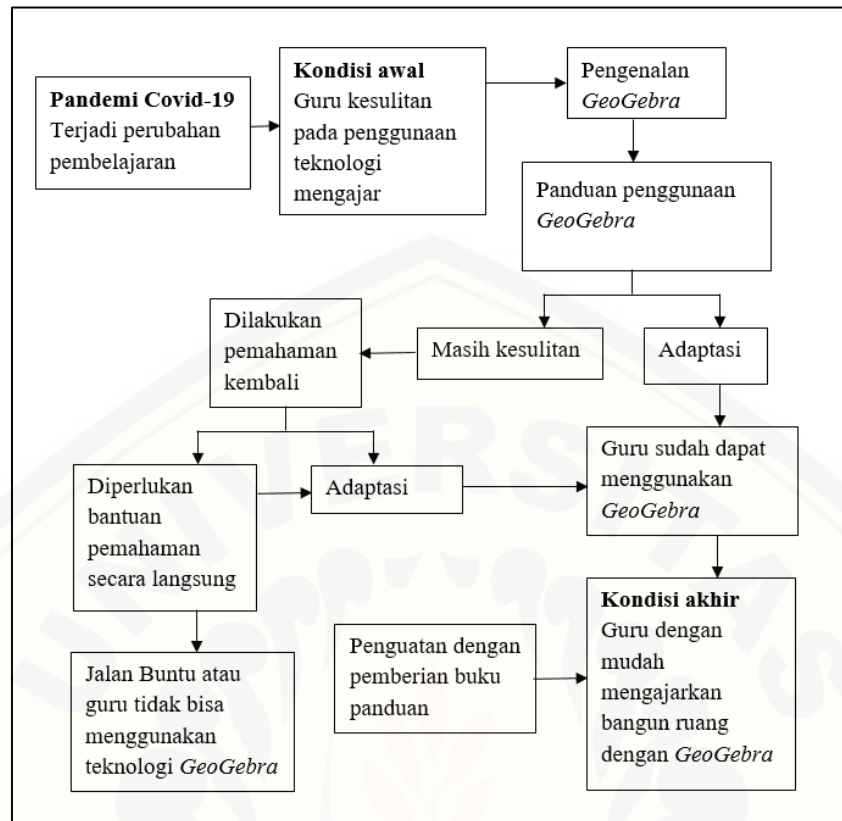 Pandemi Covid-19
Terjadi perubahan
pembelajaran
Kondisi awal
Guru kesulitan
pada penggunaan
teknologi
mengajar
Pengenalan
GeoGebra
Panduan penggunaan
GeoGebra
Dilakukan
pemahaman
kembali
Masih kesulitan
Adaptasi
Diperlukan
bantuan
pemahaman
secara langsung
Adaptasi
Guru sudah dapat
menggunakan
GeoGebra
Jalan Buntu atau
guru tidak bisa
menggunakan
teknologi GeoGebra
Penguatan dengan
pemberian buku
panduan
Kondisi akhir
Guru dengan
mudah
mengajarkan
bangun ruang
dengan GeoGebra
UNIVERSITAS